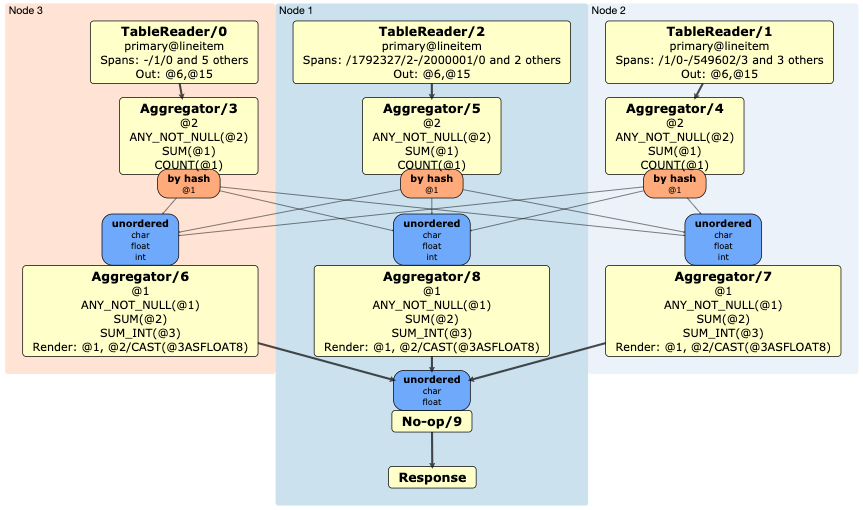 Node 3
Node 1
Node 2
TableReader/0
primary@lineitem
Spans: -/1/0 and 5 others
Out: @6,@15
TableReader/2
primary@lineitem
Spans: /1792327/2-/2000001/0 and 2 others
Out: @6,@15
TableReader/1
primary@lineitem
Spans: /1/0-/549602/3 and 3 others
Out: @6,@15
Aggregator/3
@2
ANY_NOT_NULL(@2)
SUM(@1)
COUNT(@1)
Aggregator/5
@2
ANY_NOT_NULL(@2)
SUM(@1)
COUNT(@1)
Aggregator/4
@2
ANY_NOT_NULL(@2)
SUM(@1)
COUNT(@1)
by hash
@1
by hash
@1
by hash
@1
unordered
char
float
int
unordered
char
float
int
unordered
char
float
int
Aggregator/6
@1
ANY_NOT_NULL(@1)
SUM(@2)
SUM_INT(@3)
Render: @1, @2/CAST(@3ASFLOAT8)
Aggregator/8
@1
ANY_NOT_NULL(@1)
SUM(@2)
SUM_INT(@3)
Render: @1, @2/CAST(@3ASFLOAT8)
Aggregator/7
@1
ANY_NOT_NULL(@1)
SUM(@2)
SUM_INT(@3)
Render: @1, @2/CAST(@3ASFLOAT8)
unordered
char
float
No-op/9
Response